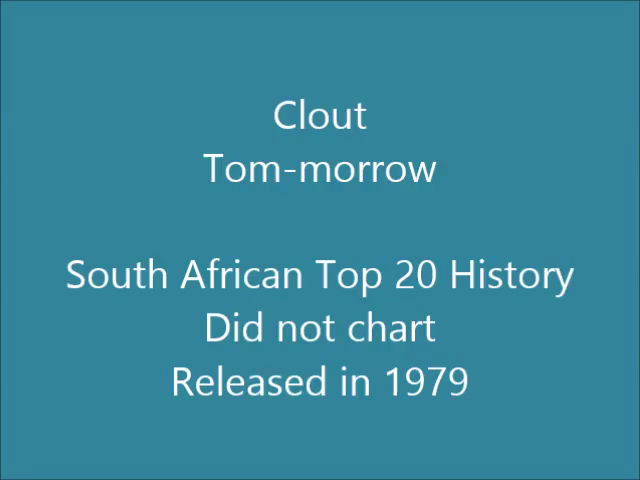 Clout
Tom-morrow
South African Top 20 History
Did not chart
Released in 1979